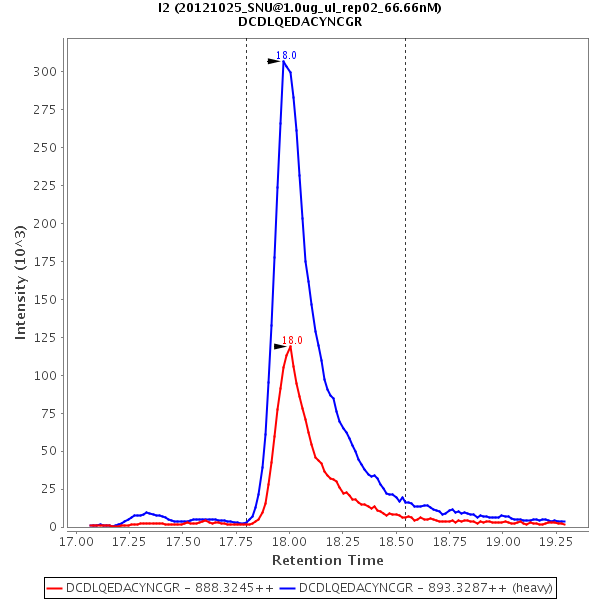 I2 (20121025_SNU@1.0ug_ul_rep02_66.66nM)
DCDLQEDACYNCGR
Intensity (10^3)
300
275
250
225
200
175
150
125
100
75
50
25
0
18.0
18.0
17.00 17.25 17.50 17.75 18.00 18.25 18.50 18.75 19.00 19.25
Retention Time
DCDLQEDACYNCGR - 888.3245++ DCDLQEDACYNCGR - 893.3287++ (heavy)